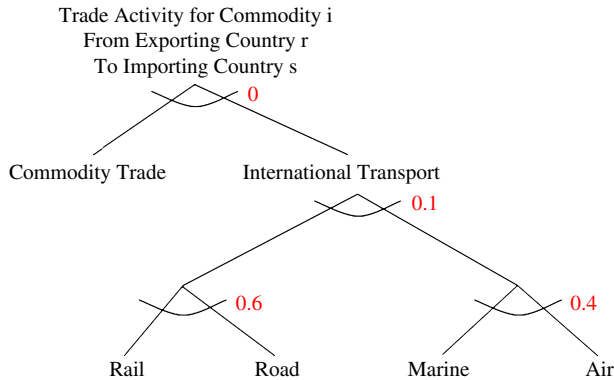 Trade Activity for Commodity i
From Exporting Country r
To Importing Country s
0
Commodity Trade
International Transport
0.1
0.6
0.4
Rail
Road
Marine
Air